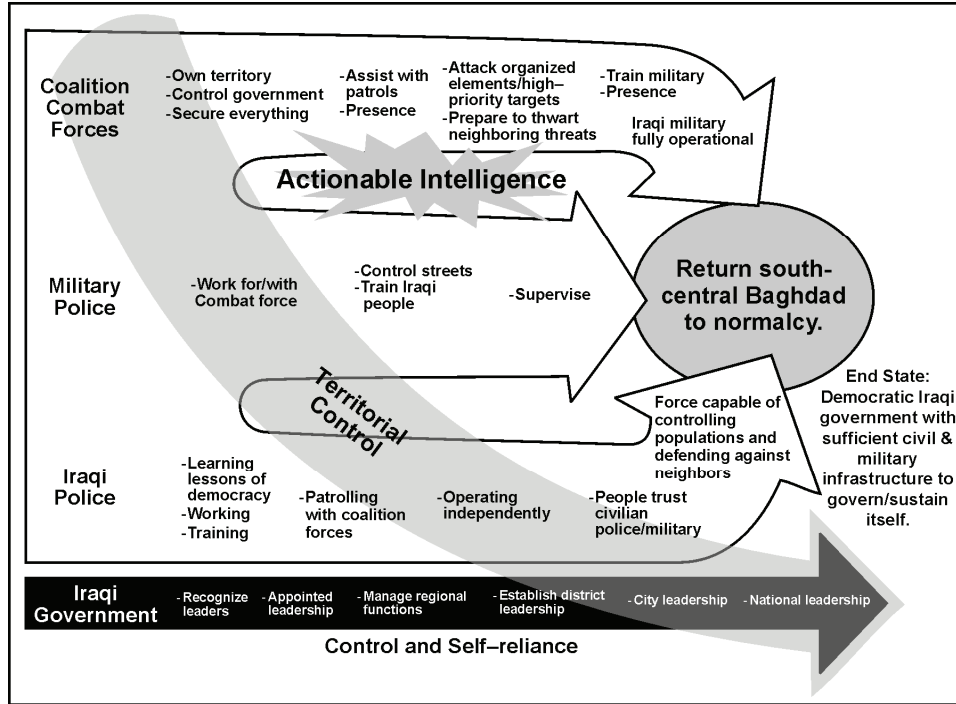 Coalition
Combat
Forces
-Own territory
-Control government
-Secure everything
-Assist with
patrols
-Presence
-Attack organized
elements/high–
priority targets
-Prepare to thwart
neighboring threats
-Train military
-Presence
Iraqi military
fully operational
Actionable Intelligence
Military
Police
-Work for/with
Combat force
-Control streets
-Train Iraqi
people
-Supervise
Return south-
central Baghdad
to normalcy.
Territorial
Control
Force capable of
controlling
populations and
defending against
neighbors
End State:
Democratic Iraqi
government with
sufficient civil &
military
infrastructure to
govern/sustain
itself.
Iraqi
Police
-Learning
lessons of
democracy
-Working
-Training
-Patrolling
with coalition
forces
-Operating
independently
-People trust
civilian
police/military
Iraqi
Government
- Recognize
leaders
-Appointed
leadership
- Manage regional
functions
- Establish district
leadership
- City leadership
- National leadership
Control and Self–reliance